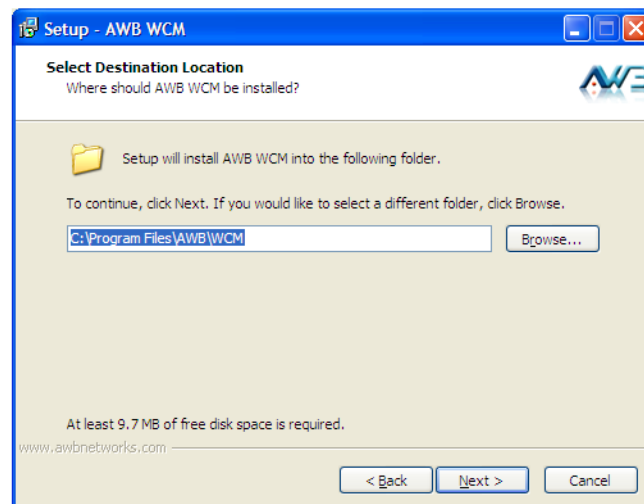 Setup - AWB WCM
Select Destination Location
Where should AWB WCM be installed?
AWB
Setup will install AWB WCM into the following folder.
To continue, click Next. If you would like to select a different folder, click Browse.
C:\Program Files\AWB\WCM
Browse...
At least 9.7 MB of free disk space is required.
www.awbnetworks.com
< Back
Next >
Cancel